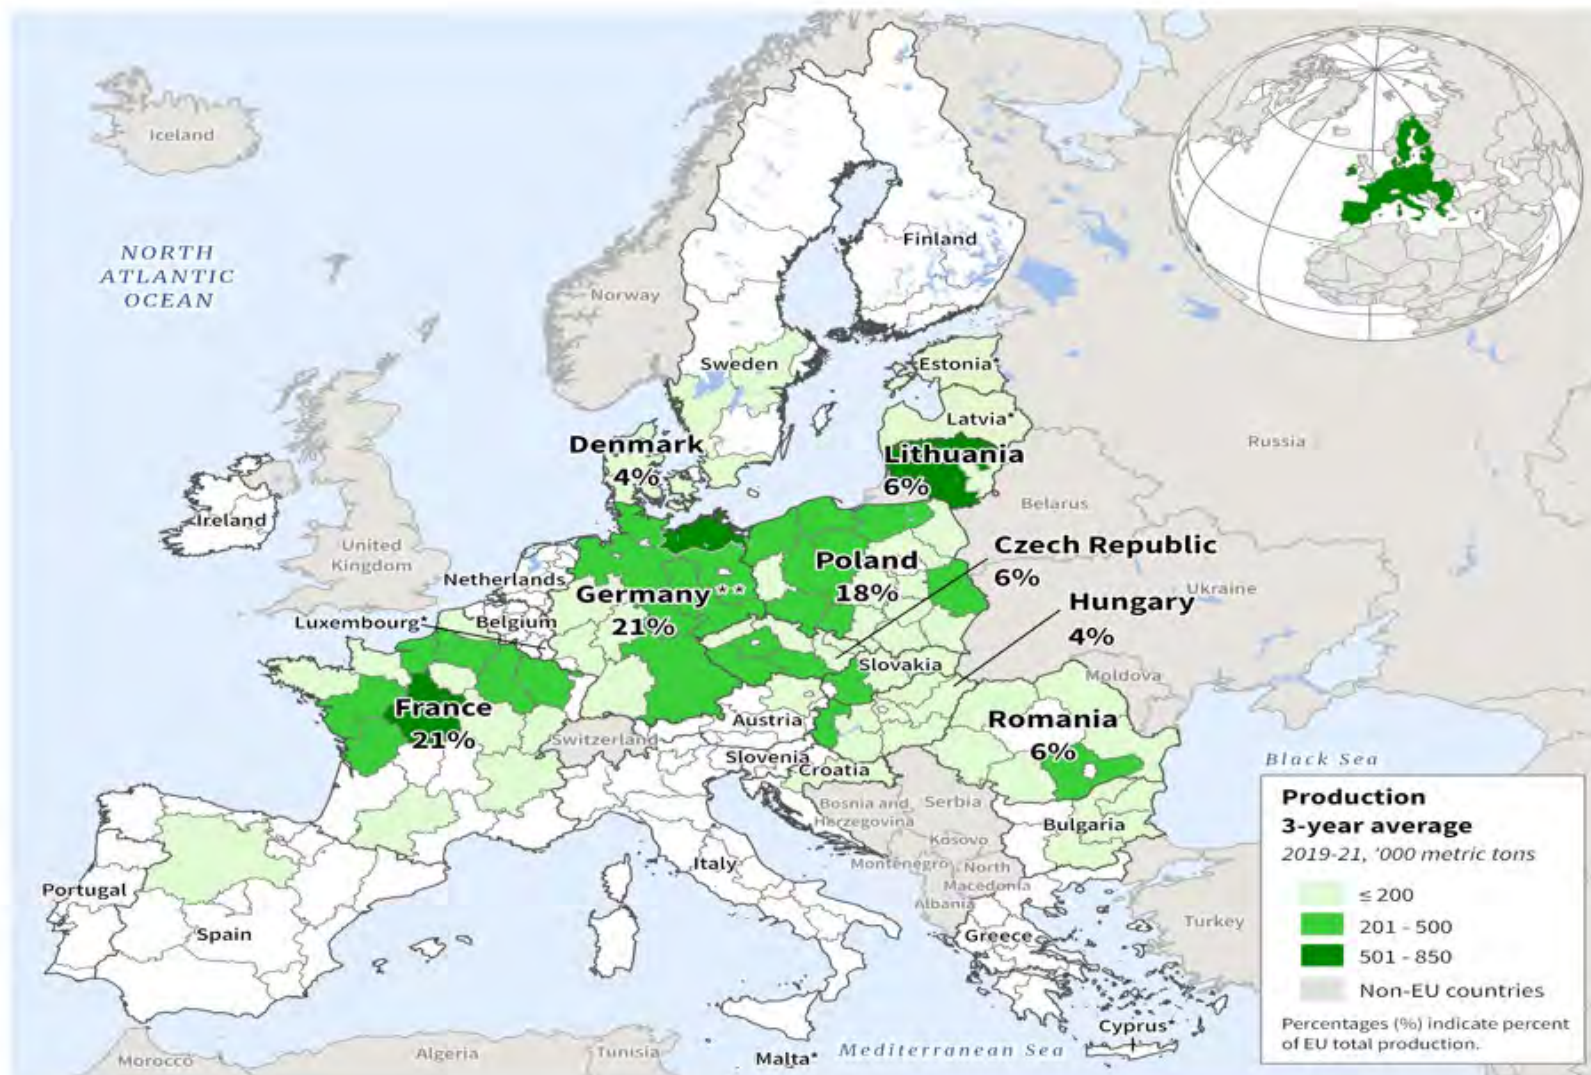 Iceland
NORTH
ATLANTIC
OCEAN
Norway
Finland
Sweden
Estonia*
Latvia*
Russia
Denmark
4%
Lithuania
6%
Ireland
United
Kingdom
Belarus
Netherlands
Germany**
21%
Poland
18%
Czech Republic
6%
Ukraine
Hungary
4%
Luxembourg*
Belgium
Slovakia
Moldova
France
21%
Switzerland
Austria
Romania
6%
Slovenia
Croatia
Black Sea
Bosnia and
Herzegovina
Serbia
Kosovo
Bulgaria
Montenegro
North
Macedonia
Albania
Italy
Portugal
Spain
Greece
Turkey
Cyprus*
Malta*
Mediterranean Sea
Morocco
Algeria
Tunisia
Production
3-year average
2019-21, '000 metric tons
≤ 200
201 - 500
501 - 850
Non-EU countries
Percentages (%) indicate percent
of EU total production.